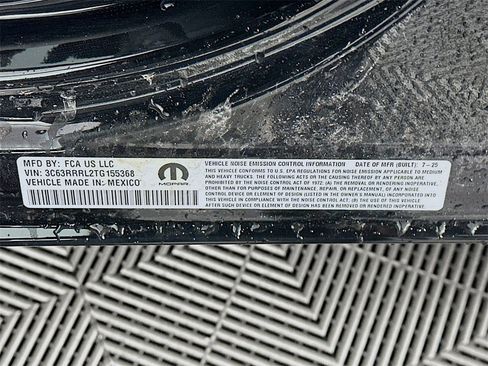 MFD BY: FCA US LLC
VIN: 3C63RRRL2TG155368
VEHICLE MADE IN: MEXICO
MOPAR
VEHICLE NOISE EMISSION CONTROL INFORMATION DATE OF MFR (BUILT): 7-25
THIS VEHICLE CONFORMS TO U.S. EPA REGULATIONS FOR NOISE EMISSION APPLICABLE TO MEDIUM
AND HEAVY TRUCKS. THE FOLLOWING ACTS OR THE CAUSING THEREOF BY ANY PERSON ARE
PROHIBITED BY THE NOISE CONTROL ACT OF 1972; (A) THE REMOVAL OR RENDERING INOPERATIVE,
OTHER THAN FOR PURPOSES OF MAINTENANCE, REPAIR, OR REPLACEMENT, OF ANY NOISE CONTROL
DEVICE OR ELEMENT OF DESIGN (LISTED IN THE OWNER'S MANUAL) INCORPORATED INTO
THIS VEHICLE IN COMPLIANCE WITH THE NOISE CONTROL ACT; (B) THE USE OF THIS VEHICLE
AFTER SUCH DEVICE OR ELEMENT OF DESIGN HAS BEEN REMOVED OR RENDERED INOPERATIVE.